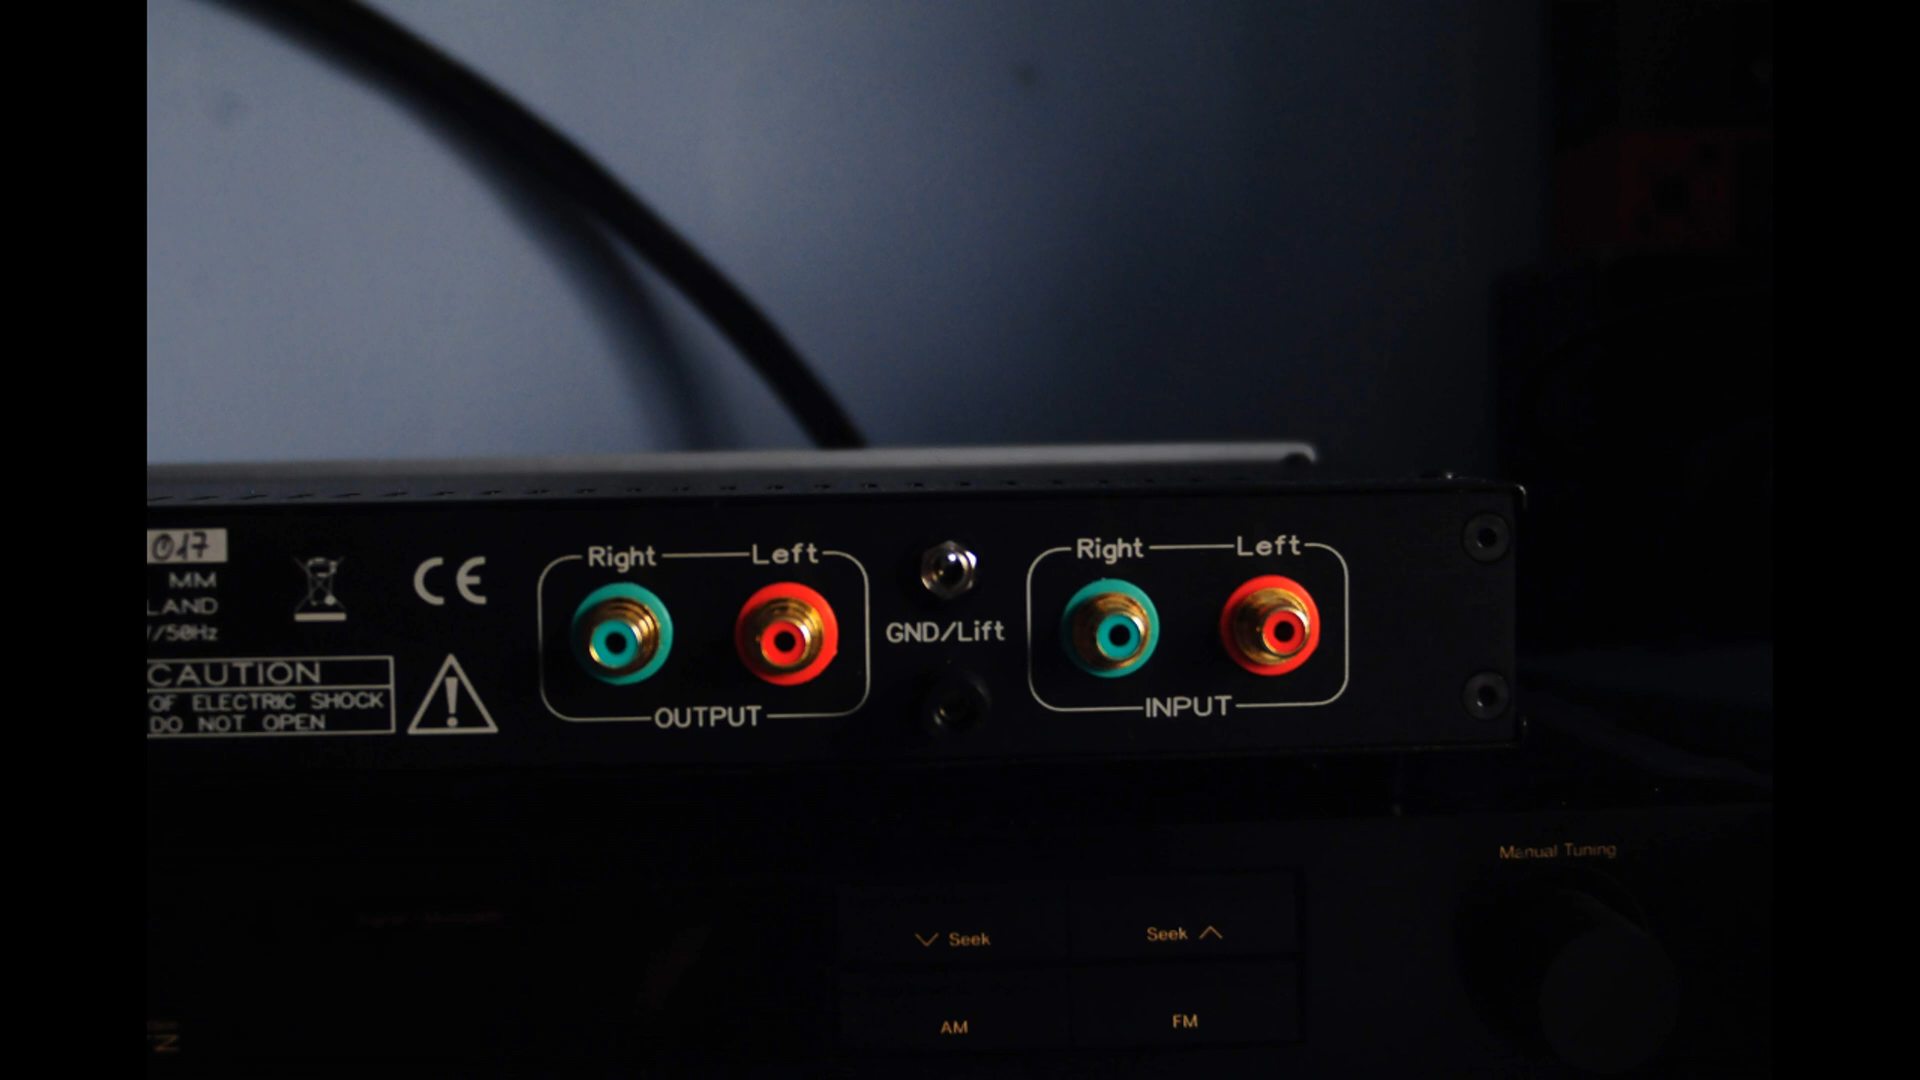 017
MM
LAND
/50Hz
CAUTION
OF ELECTRIC SHOCK
DO NOT OPEN
CE
Right Left
OUTPUT
GND/Lift
Right Left
INPUT
Manual Tuning
Seek Seek
AM FM